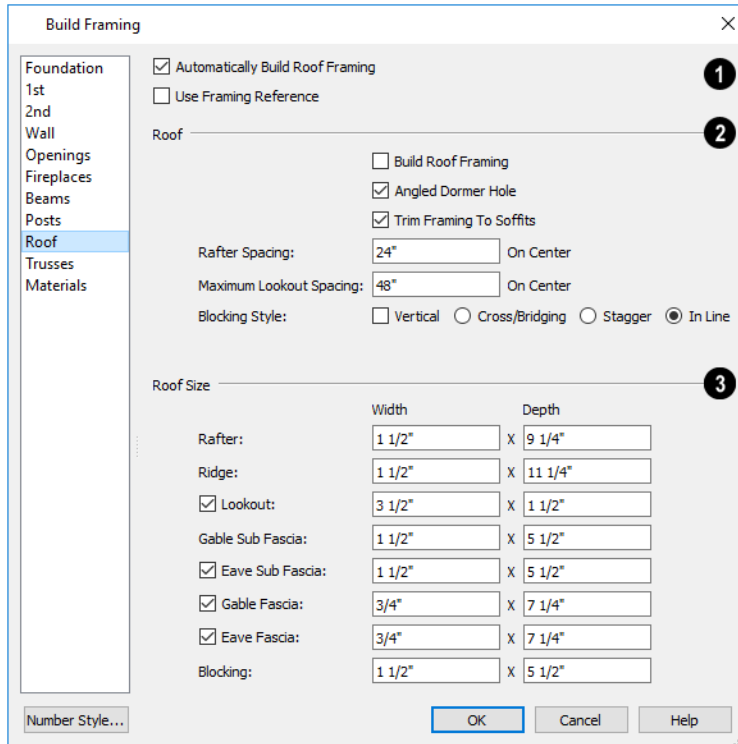 Build Framing
Foundation
1st
2nd
Wall
Openings
Fireplaces
Beams
Posts
Roof
Trusses
Materials
Number Style...
Automatically Build Roof Framing
1
Use Framing Reference
Roof
2
Build Roof Framing
Angled Dormer Hole
Trim Framing To Soffits
Rafter Spacing: 24" On Center
Maximum Lookout Spacing: 48" On Center
Blocking Style: Vertical Cross/Bridging Stagger In Line
Roof Size
3
Width Depth
Rafter: 1 1/2" X 9 1/4"
Ridge: 1 1/2" X 11 1/4"
Lookout: 3 1/2" X 1 1/2"
Gable Sub Fascia: 1 1/2" X 5 1/2"
Eave Sub Fascia: 1 1/2" X 5 1/2"
Gable Fascia: 3/4" X 7 1/4"
Eave Fascia: 3/4" X 7 1/4"
Blocking: 1 1/2" X 5 1/2"
OK Cancel Help